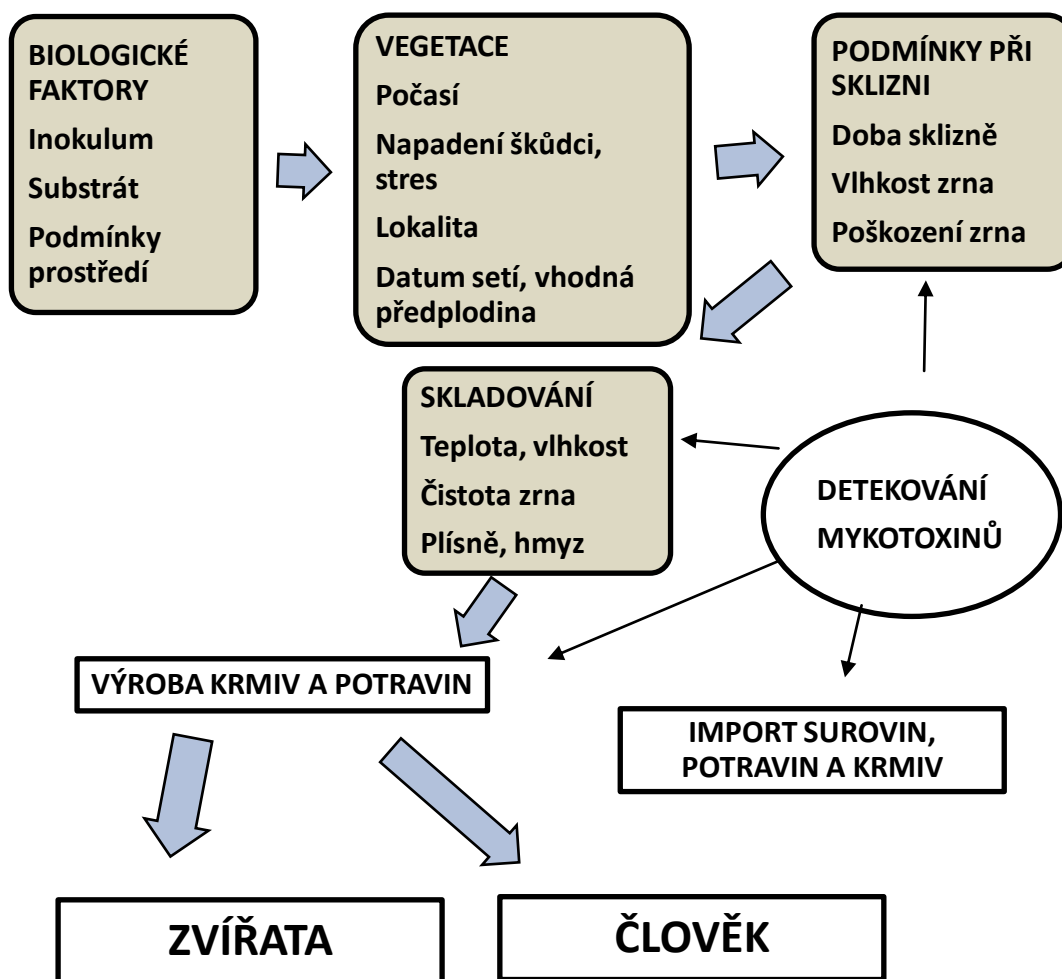 BIOLOGICKÉ
FAKTORY
Inokulum
Substrát
Podmínky
prostředí
VEGETACE
Počasí
Napadení škůdci,
stres
Lokalita
Datum setí, vhodná
předplodina
PODMÍNKY PŘI
SKLIZNI
Doba sklizně
Vlhkost zrna
Poškození zrna
SKLADOVÁNÍ
Teplota, vlhkost
Čistota zrna
Plísně, hmyz
DETEKOVÁNÍ
MYKOTOXINŮ
VÝROBA KRMIV A POTRAVIN
IMPORT SUROVIN,
POTRAVIN A KRMIV
ZVÍŘATA
ČLOVĚK